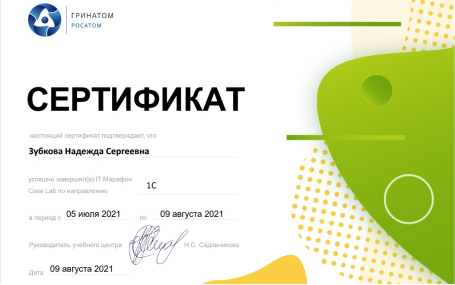 ГРИНАТОМ
РОСАТОМ
СЕРТИФИКАТ
настоящий сертификат подтверждает, что
Зубкова Надежда Сергеевна
успешно завершил(а) IT Марафон
Case Lab по направлению 1С
в период с 05 июля 2021 по 09 августа 2021
Руководитель учебного центра Н.С. Садовникова
Дата 09 августа 2021